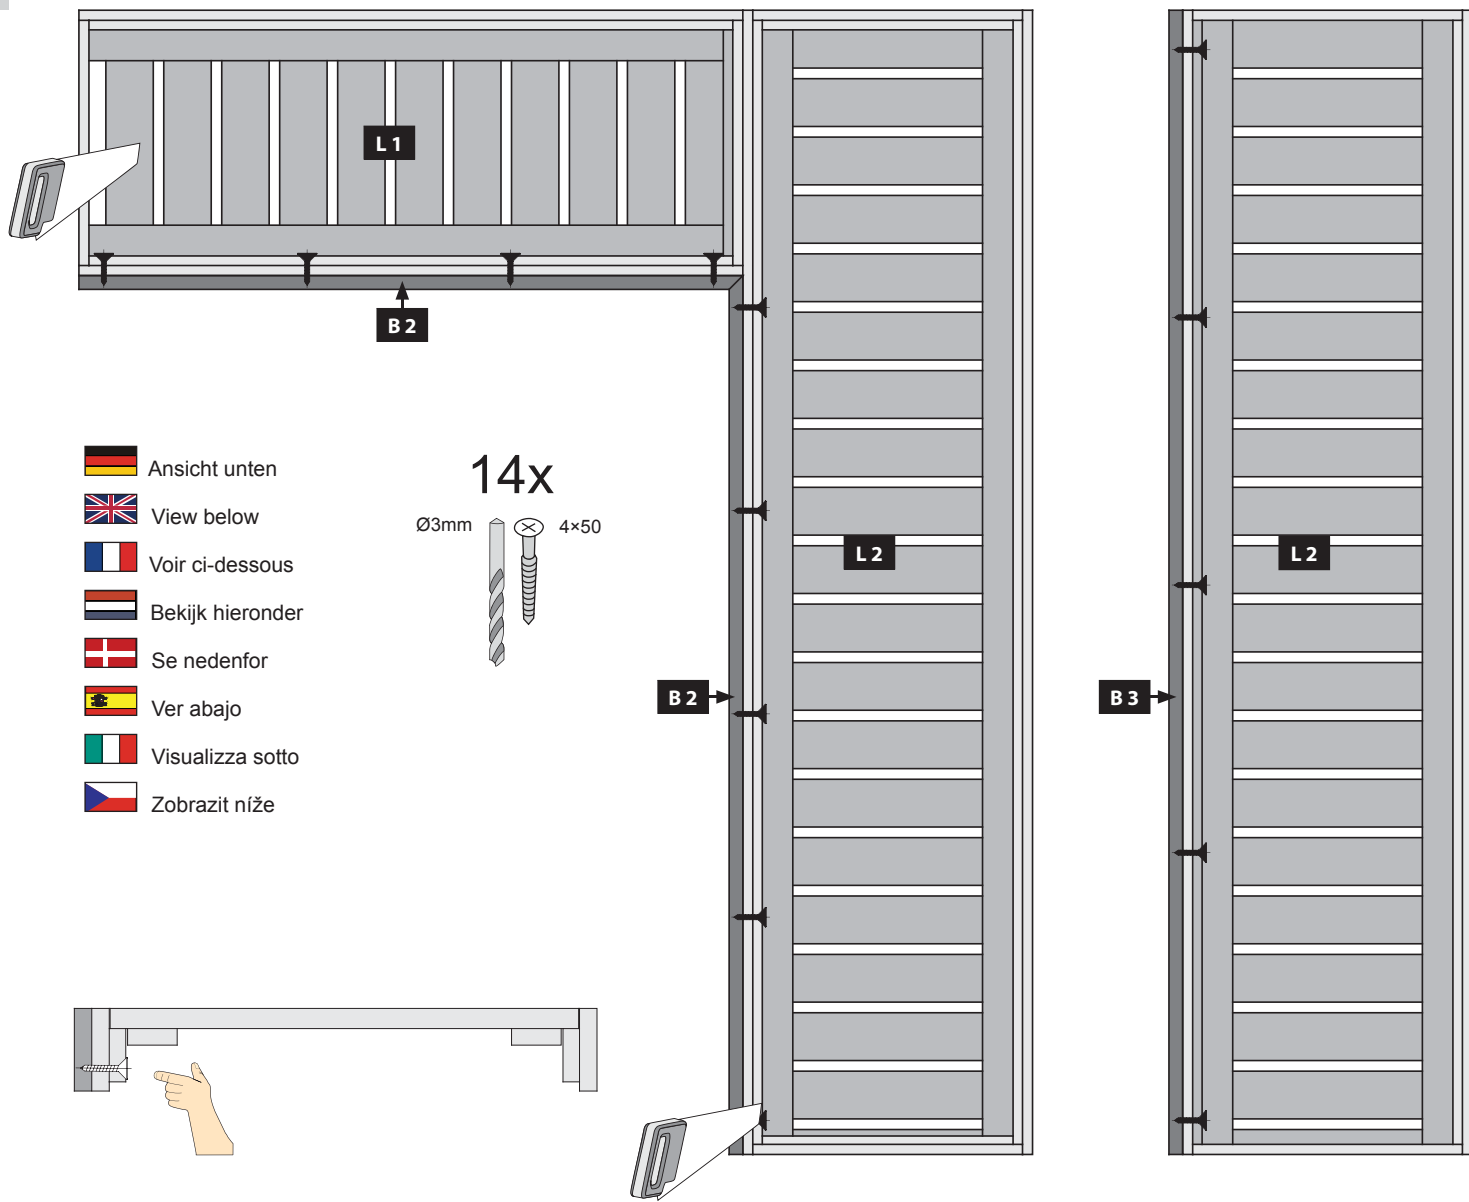 L 1
B 2
Ansicht unten
View below
Voir ci-dessous
Bekijk hieronder
Se nedenfor
Ver abajo
Visualizza sotto
Zobrazit níže
14x
Ø3mm
4×50
L 2
B 2
L 2
B 3